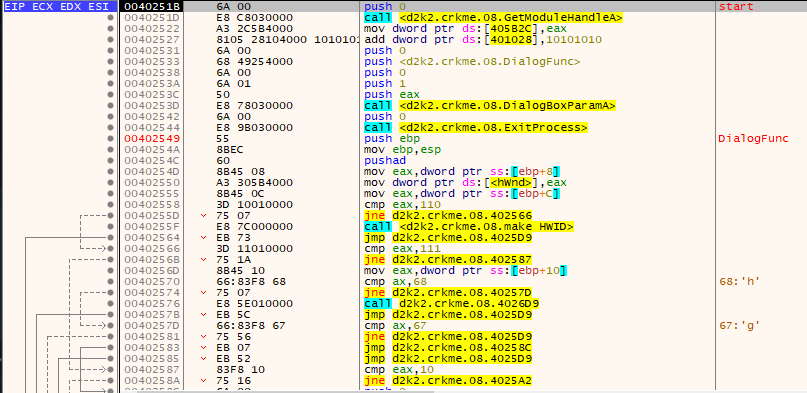 EIP ECX EDX ESI 0040251B 6A 00 push 0 start
0040251D E8 C8030000 call <d2k2.crkme.08.GetModuleHandleA>
00402522 A3 2C5B4000 mov dword ptr ds:[405B2C],eax
00402527 8105 28104000 1010101 add dword ptr ds:[401028],10101010
00402531 6A 00 push 0
00402533 68 49254000 push <d2k2.crkme.08.DialogFunc>
00402538 6A 00 push 0
0040253A 6A 01 push 1
0040253C 50 push eax
0040253D E8 78030000 call <d2k2.crkme.08.DialogBoxParamA>
00402542 6A 00 push 0
00402544 E8 9B030000 call <d2k2.crkme.08.ExitProcess>
00402549 55 push ebp DialogFunc
0040254A 8BEC mov ebp,esp
0040254C 60 pushad
0040254D 8B45 08 mov eax,dword ptr ss:[ebp+8]
00402550 A3 305B4000 mov dword ptr ds:[<hWnd>],eax
00402555 8B45 0C mov eax,dword ptr ss:[ebp+C]
00402558 3D 10010000 cmp eax,110
0040255D 75 07 jne d2k2.crkme.08.402566
0040255F E8 7C000000 call <d2k2.crkme.08.make HWID>
00402564 EB 73 jmp d2k2.crkme.08.4025D9
00402566 3D 11010000 cmp eax,111
0040256B 75 1A jne d2k2.crkme.08.402587
0040256D 8B45 10 mov eax,dword ptr ss:[ebp+10]
00402570 66:83F8 68 cmp ax,68 68:'h'
00402574 75 07 jne d2k2.crkme.08.40257D
00402576 E8 5E010000 call d2k2.crkme.08.4026D9
0040257B EB 5C jmp d2k2.crkme.08.4025D9
0040257D 66:83F8 67 cmp ax,67 67:'g'
00402581 75 56 jne d2k2.crkme.08.4025D9
00402583 EB 07 jmp d2k2.crkme.08.40258C
00402585 EB 52 jmp d2k2.crkme.08.4025D9
00402587 83F8 10 cmp eax,10
0040258A 75 16 jne d2k2.crkme.08.4025A2